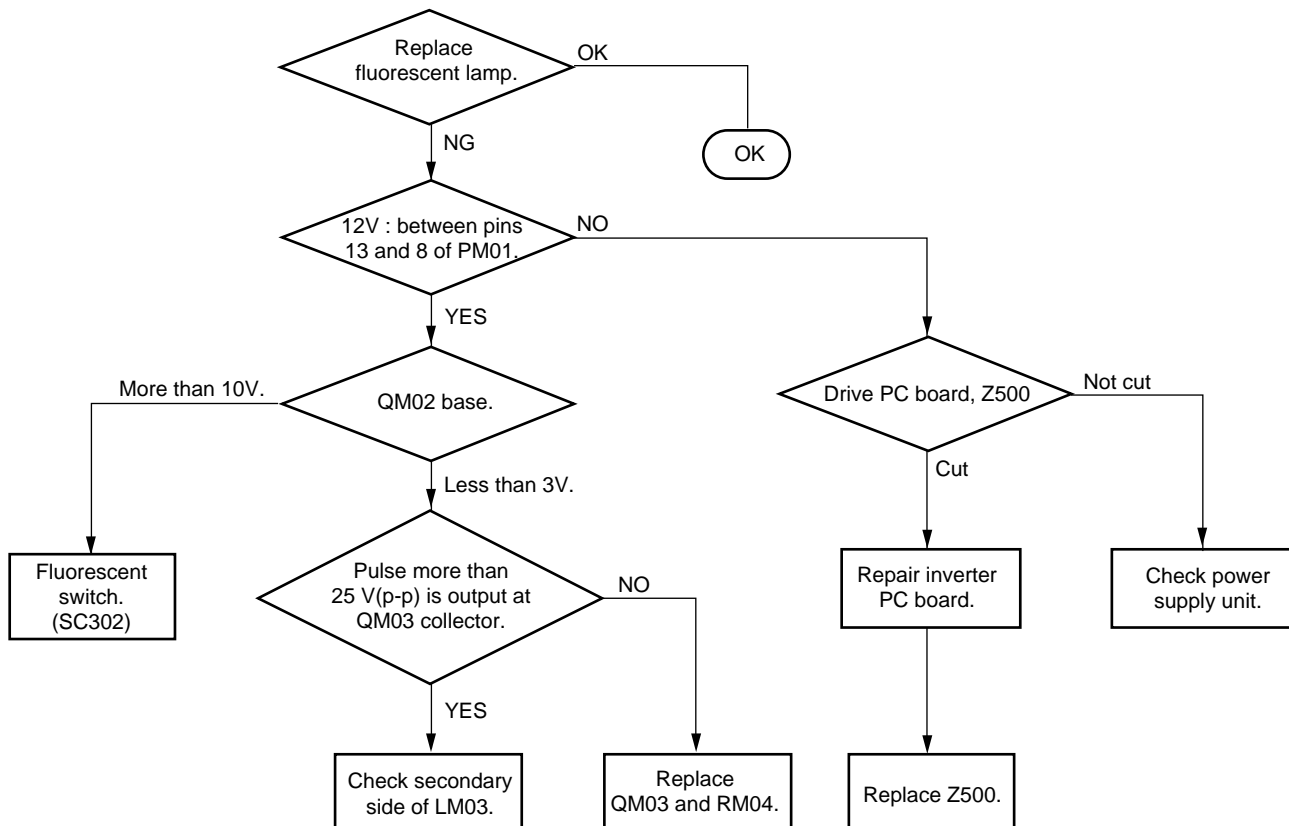 Replace
fluorescent lamp.
OK
OK
NG
12V : between pins
13 and 8 of PM01.
NO
YES
More than 10V.
QM02 base.
Drive PC board, Z500
Not cut
Less than 3V.
Cut
Fluorescent
switch.
(SC302)
Pulse more than
25 V(p-p) is output at
QM03 collector.
NO
Repair inverter
PC board.
Check power
supply unit.
YES
Check secondary
side of LM03.
Replace
QM03 and RM04.
Replace Z500.